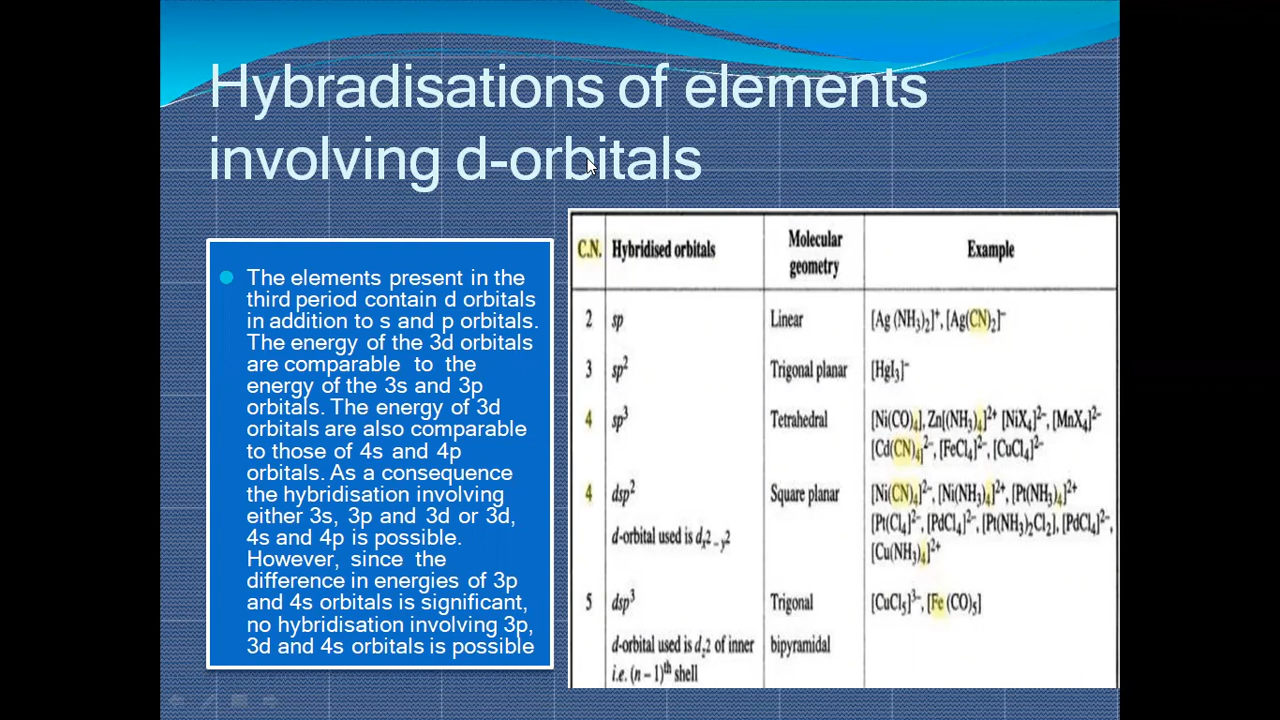 Hybradisations of elements
involving d-orbitals
The elements present in the
third period contain d orbitals
in addition to s and p orbitals.
The energy of the 3d orbitals
are comparable to the
energy of the 3s and 3p
orbitals. The energy of 3d
orbitals are also comparable
to those of 4s and 4p
orbitals. As a consequence
the hybridisation involving
either 3s, 3p and 3d or 3d,
4s and 4p is possible.
However, since the
difference in energies of 3p
and 4s orbitals is significant,
no hybridisation involving 3p,
3d and 4s orbitals is possible
C.N. Hybridised orbitals Molecular geometry Example
2 sp Linear [Ag (NH₃)₂]⁺, [Ag(CN)₂]⁻
3 sp² Trigonal planar [HgI₃]⁻
4 sp³ Tetrahedral [Ni(CO)₄], Zn[(NH₃)₄]²⁺ [NiX₄]²⁻, [MnX₄]²⁻
[Cd(CN)₄]²⁻, [FeCl₄]²⁻, [CuCl₄]²⁻
4 dsp² Square planar [Ni(CN)₄]²⁻, [Ni(NH₃)₄]²⁺, [Pt(NH₃)₄]²⁺
d-orbital used is dx2 – y2 [Pt(Cl₄]²⁻, [PdCl₄]²⁻, [Pt(NH₃)₂Cl₂], [PdCl₄]²⁻,
[Cu(NH₃)₄]²⁺
5 dsp³ Trigonal [CuCl₅]³⁻, [Fe (CO)₅]
d-orbital used is dz2 of inner bipyramidal
i.e. (n – 1)th shell